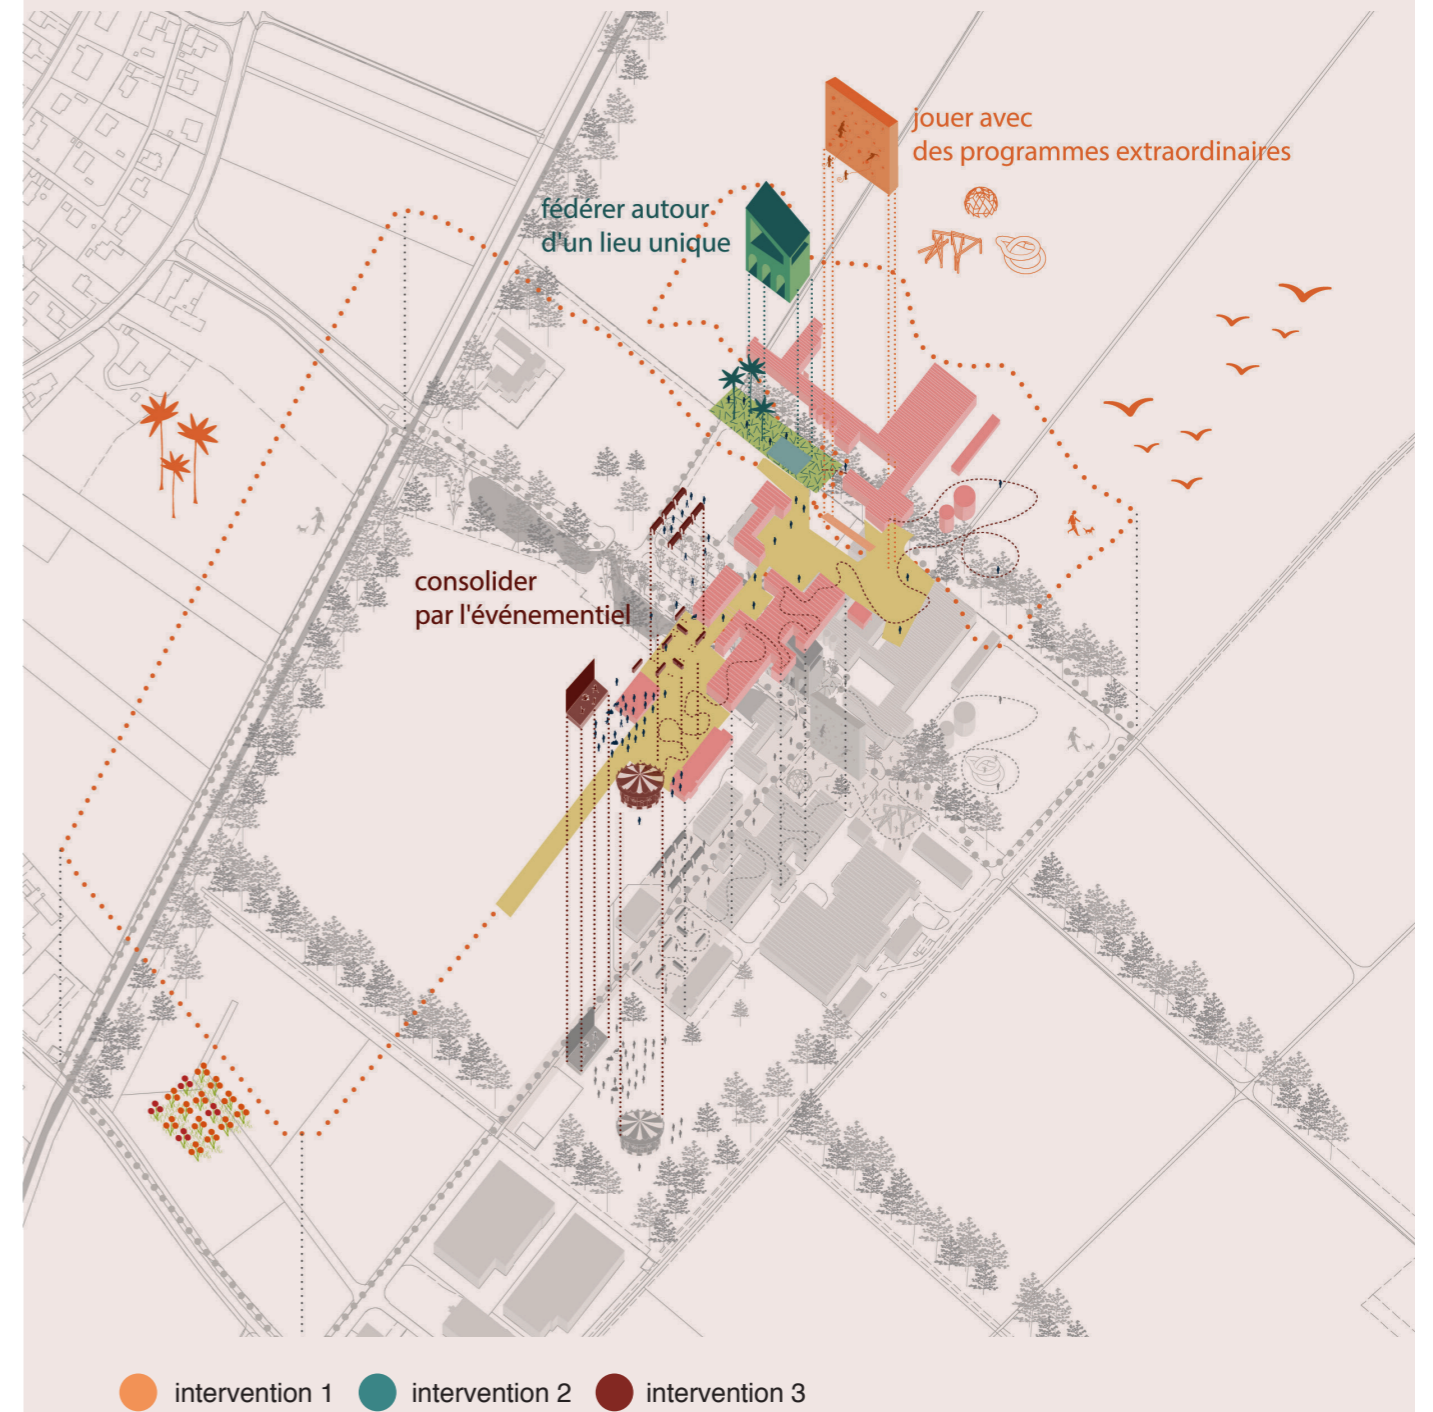 jouer avec
des programmes extraordinaires
fédérer autour
d'un lieu unique
consolider
par l'événementiel
intervention 1
intervention 2
intervention 3